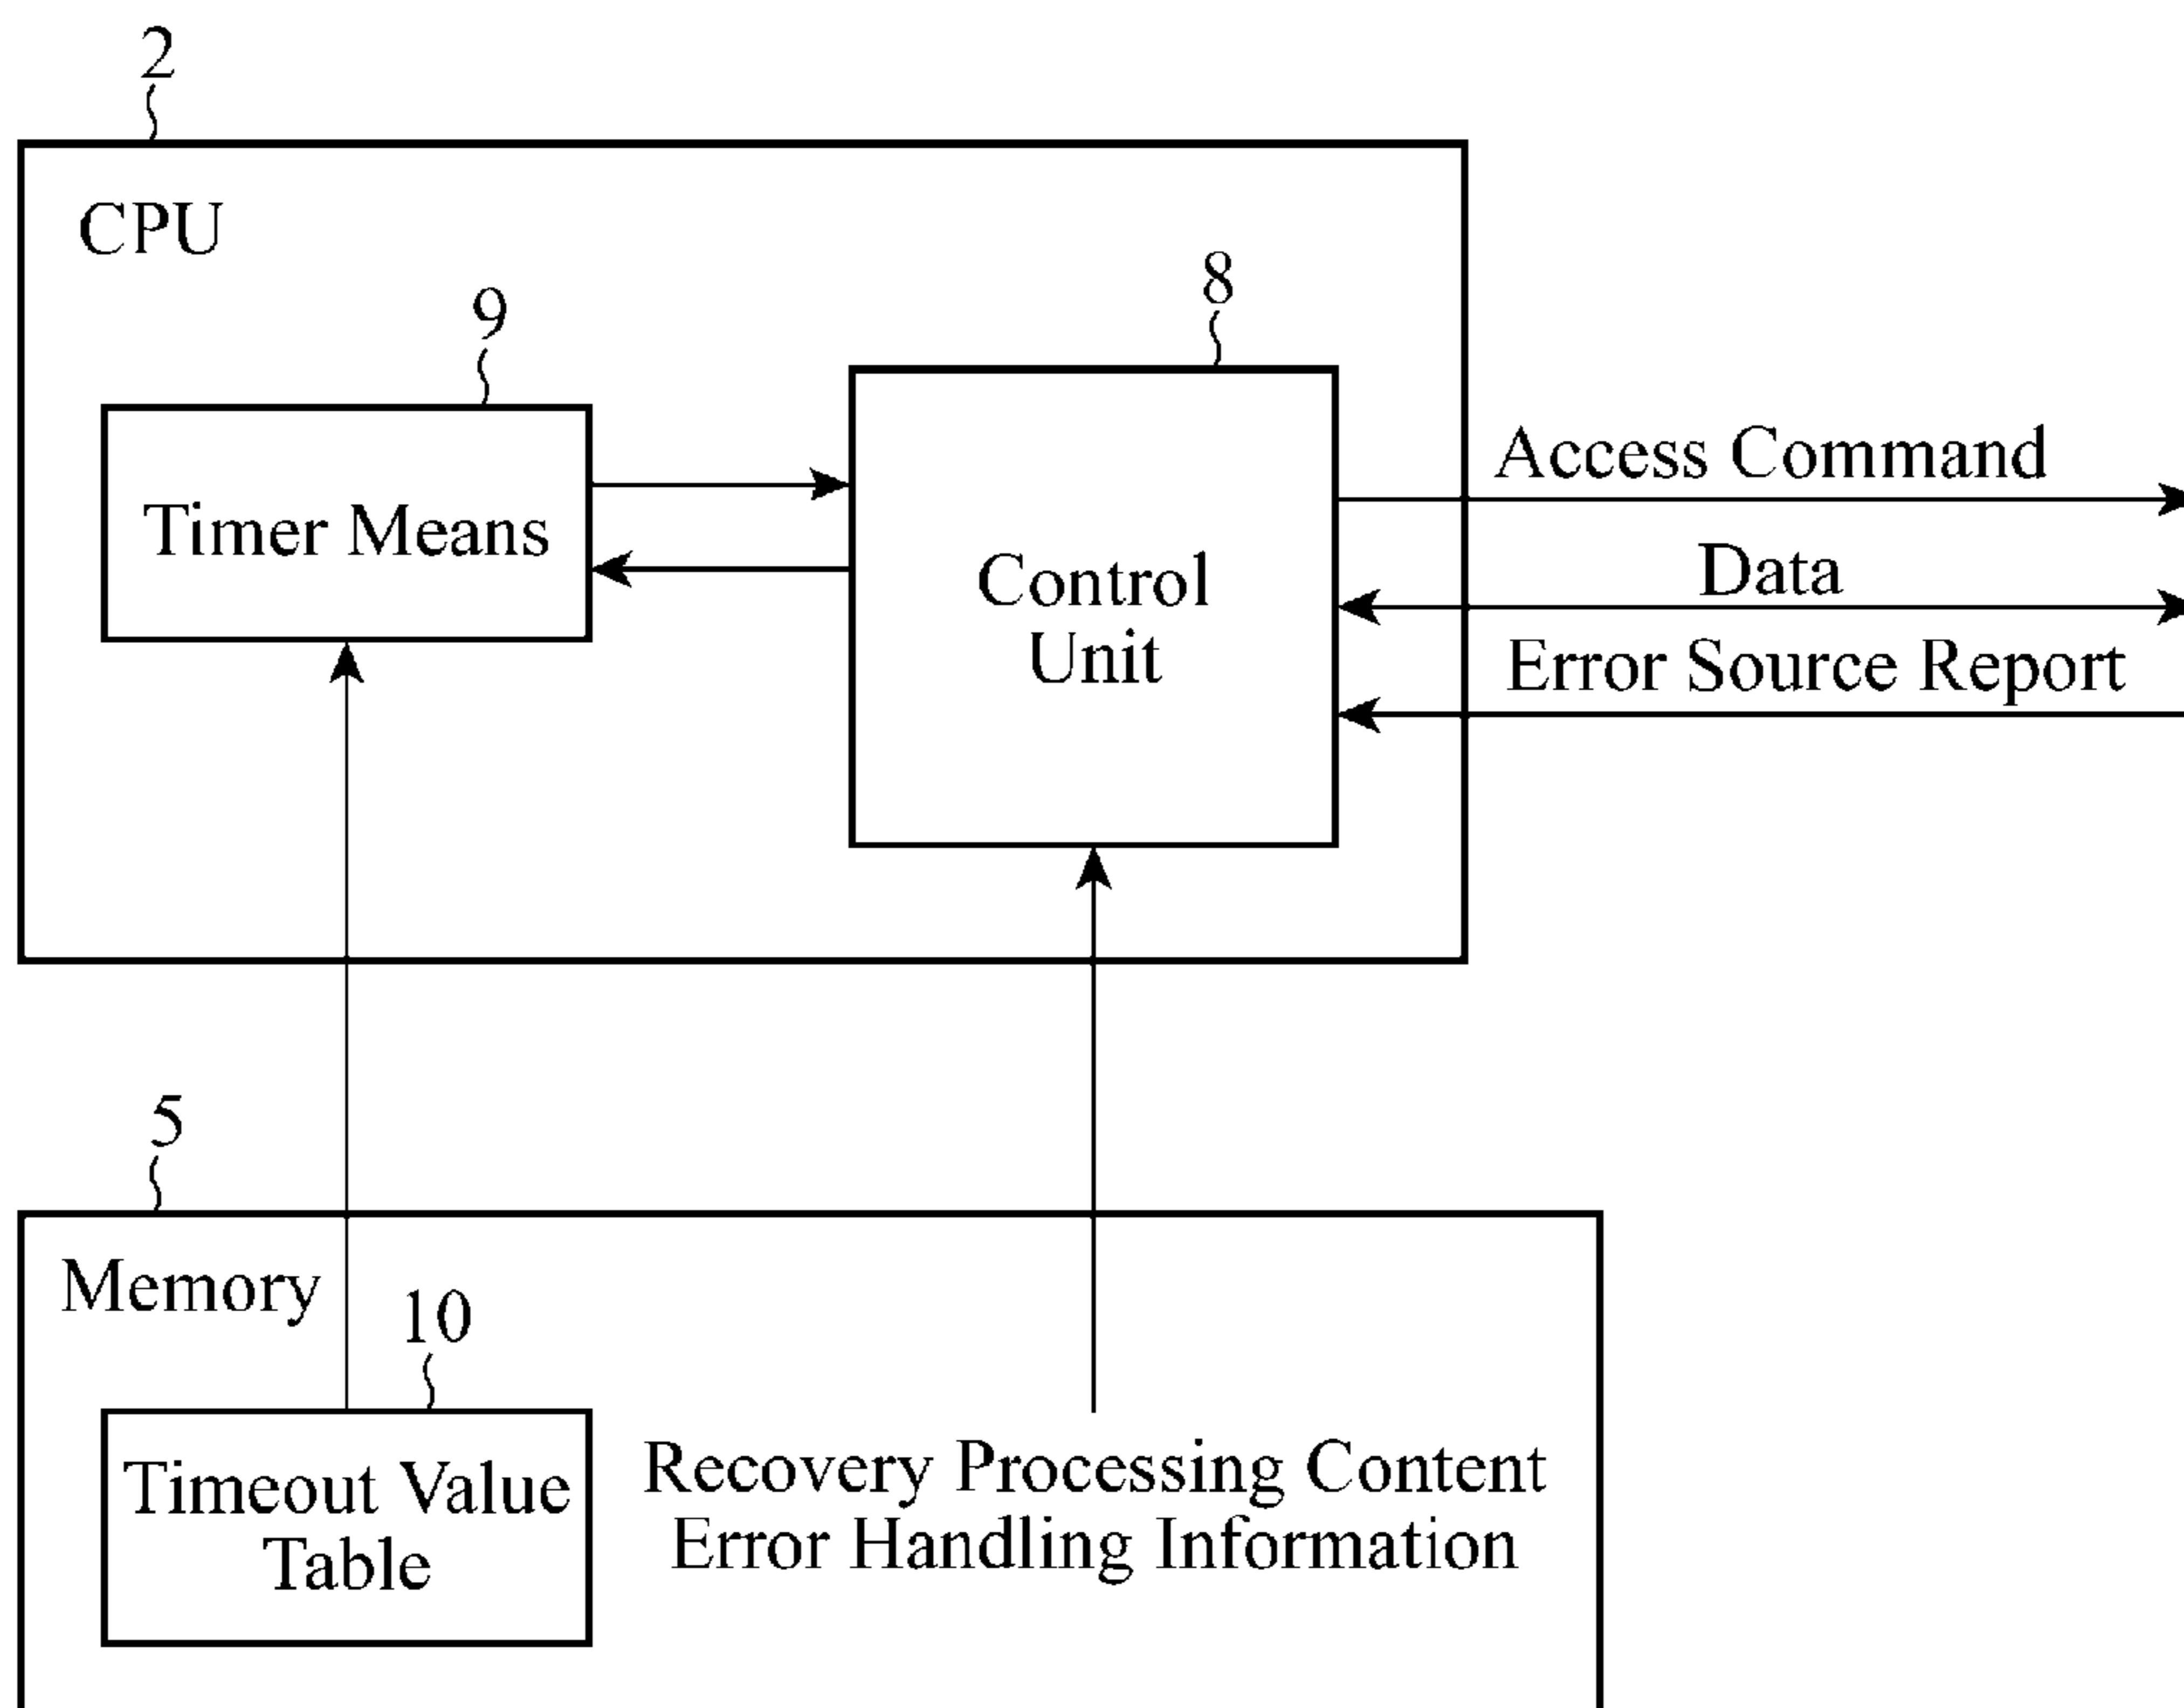 2
CPU
9
8
Timer Means
Control
Unit
Access Command
Data
Error Source Report
5
Memory
10
Timeout Value
Table
Recovery Processing Content
Error Handling Information